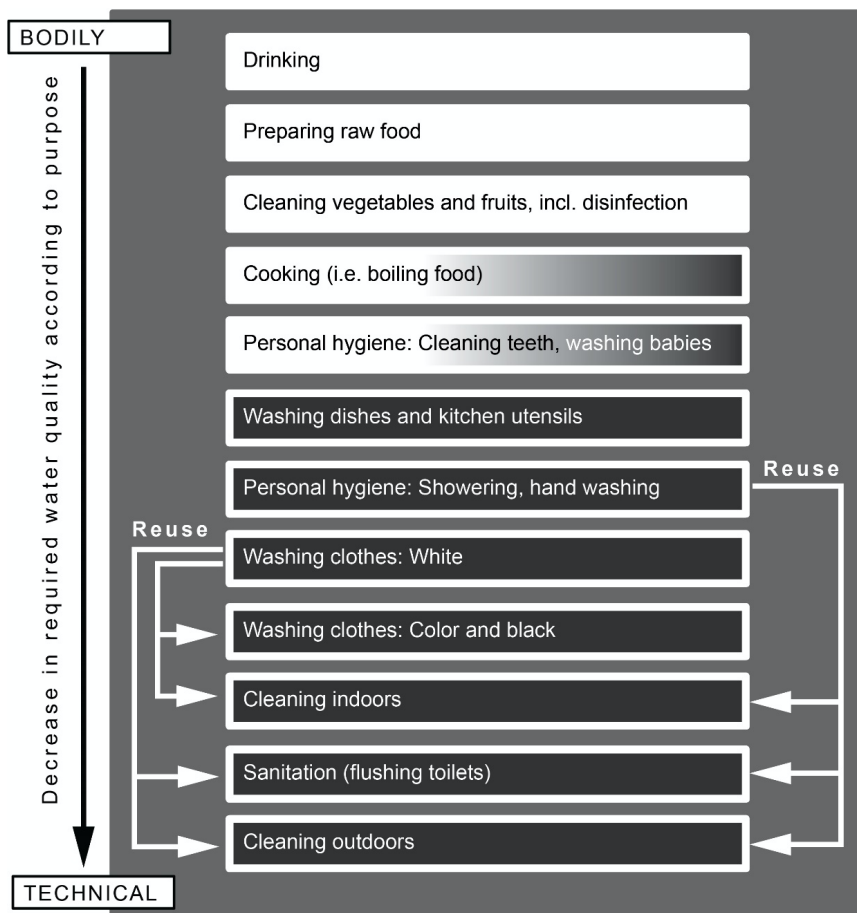 BODILY
Decrease in required water quality according to purpose
Drinking
Preparing raw food
Cleaning vegetables and fruits, incl. disinfection
Cooking (i.e. boiling food)
Personal hygiene: Cleaning teeth, washing babies
Washing dishes and kitchen utensils
Personal hygiene: Showering, hand washing
Reuse
Reuse
Washing clothes: White
Washing clothes: Color and black
Cleaning indoors
Sanitation (flushing toilets)
Cleaning outdoors
TECHNICAL